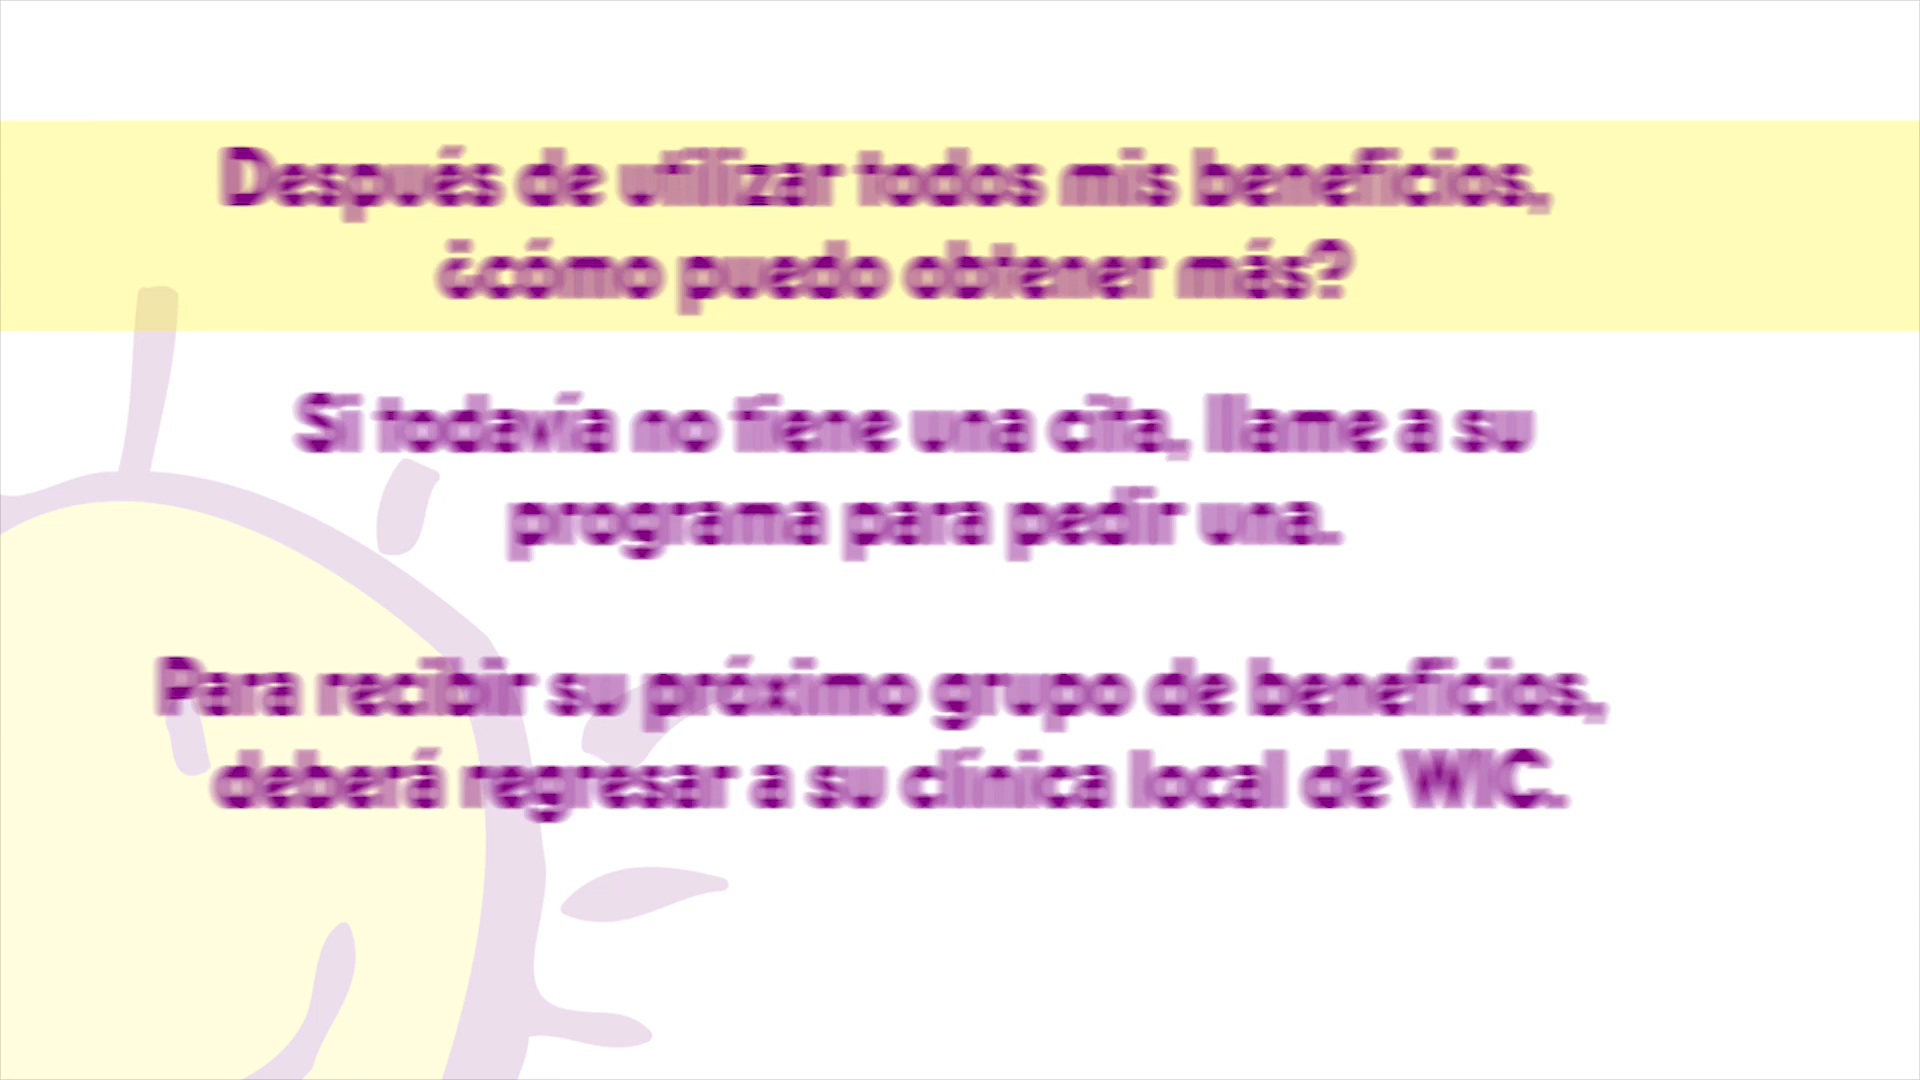 Después de utilizar todos mis beneficios,
¿cómo puedo obtener más?
Si todavía no tiene una cita, llame a su
programa para pedir una.
Para recibir su próximo grupo de beneficios,
deberá regresar a su clínica local de WIC.